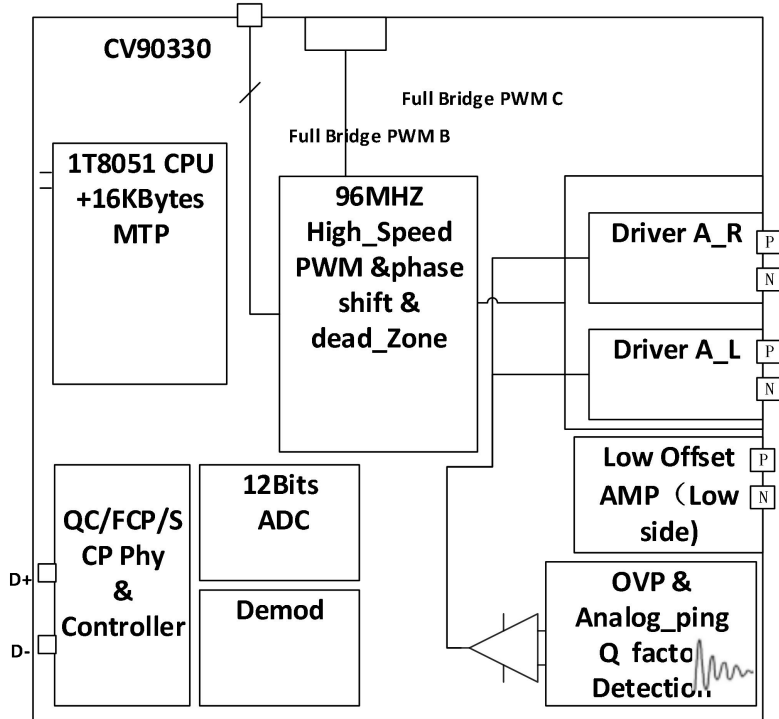 CV90330
Full Bridge PWM C
Full Bridge PWM B
1T8051 CPU
+16KBytes
MTP
96MHZ
High_Speed
PWM &phase
shift &
dead_Zone
Driver A_R
P
N
Driver A_L
P
N
Low Offset
AMP（Low
side)
P
N
QC/FCP/S
CP Phy
&
Controller
D+
D-
12Bits
ADC
Demod
OVP &
Analog_ping
Q facto
Detection